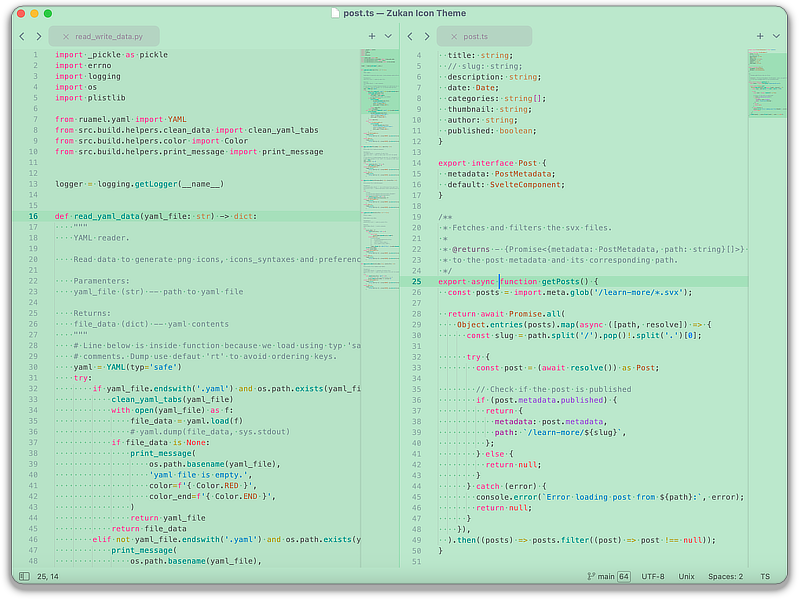 post.ts — Zukan Icon Theme
read_write_data.py
1 import _pickle as pickle
2 import errno
3 import logging
4 import os
5 import plistlib
6
7 from ruamel.yaml import YAML
8 from src.build.helpers.clean_data import clean_yaml_tabs
9 from src.build.helpers.color import Color
10 from src.build.helpers.print_message import print_message
11
12
13 logger = logging.getLogger(__name__)
14
15
16 def read_yaml_data(yaml_file: str) -> dict:
17 """
18 YAML reader.
19
20 Read data to generate png icons, icons_syntaxes and preferenc
21
22 Paramenters:
23 yaml_file (str) -- path to yaml file
24
25 Returns:
26 file_data (dict) -- yaml contents
27 """
28 # Line below is inside function because we load using typ 'sa
29 # comments. Dump use defaut 'rt' to avoid ordering keys.
30 yaml = YAML(typ='safe')
31 try:
32 if yaml_file.endswith('.yaml') and os.path.exists(yaml_fi
33 clean_yaml_tabs(yaml_file)
34 with open(yaml_file) as f:
35 file_data = yaml.load(f)
36 # yaml.dump(file_data, sys.stdout)
37 if file_data is None:
38 print_message(
39 os.path.basename(yaml_file),
40 'yaml file is empty.',
41 color=f'{ Color.RED }',
42 color_end=f'{ Color.END }',
43 )
44 return yaml_file
45 return file_data
46 elif not yaml_file.endswith('.yaml') and os.path.exists(y
47 print_message(
48 os.path.basename(yaml_file),
post.ts
4 title: string;
5 // slug: string;
6 description: string;
7 date: Date;
8 categories: string[];
9 thumbnail: string;
10 author: string;
11 published: boolean;
12 }
13
14 export interface Post {
15 metadata: PostMetadata;
16 default: SvelteComponent;
17 }
18
19 /**
20 * Fetches and filters the svx files.
21 *
22 * @returns - {Promise<{metadata: PostMetadata, path: string}[]>}
23 * to the post metadata and its corresponding path.
24 */
25 export async function getPosts() {
26 const posts = import.meta.glob('/learn-more/*.svx');
27
28 return await Promise.all(
29 Object.entries(posts).map(async ([path, resolve]) => {
30 const slug = path.split('/').pop()!.split('.')[0];
31
32 try {
33 const post = (await resolve()) as Post;
34
35 // Check if the post is published
36 if (post.metadata.published) {
37 return {
38 metadata: post.metadata,
39 path: `/learn-more/${slug}`,
40 };
41 } else {
42 return null;
43 }
44 } catch (error) {
45 console.error(`Error loading post from ${path}:`, error);
46 return null;
47 }
48 }),
49 ).then((posts) => posts.filter((post) => post !== null));
50 }
51
25, 14
main 64
UTF-8
Unix
Spaces: 2
TS